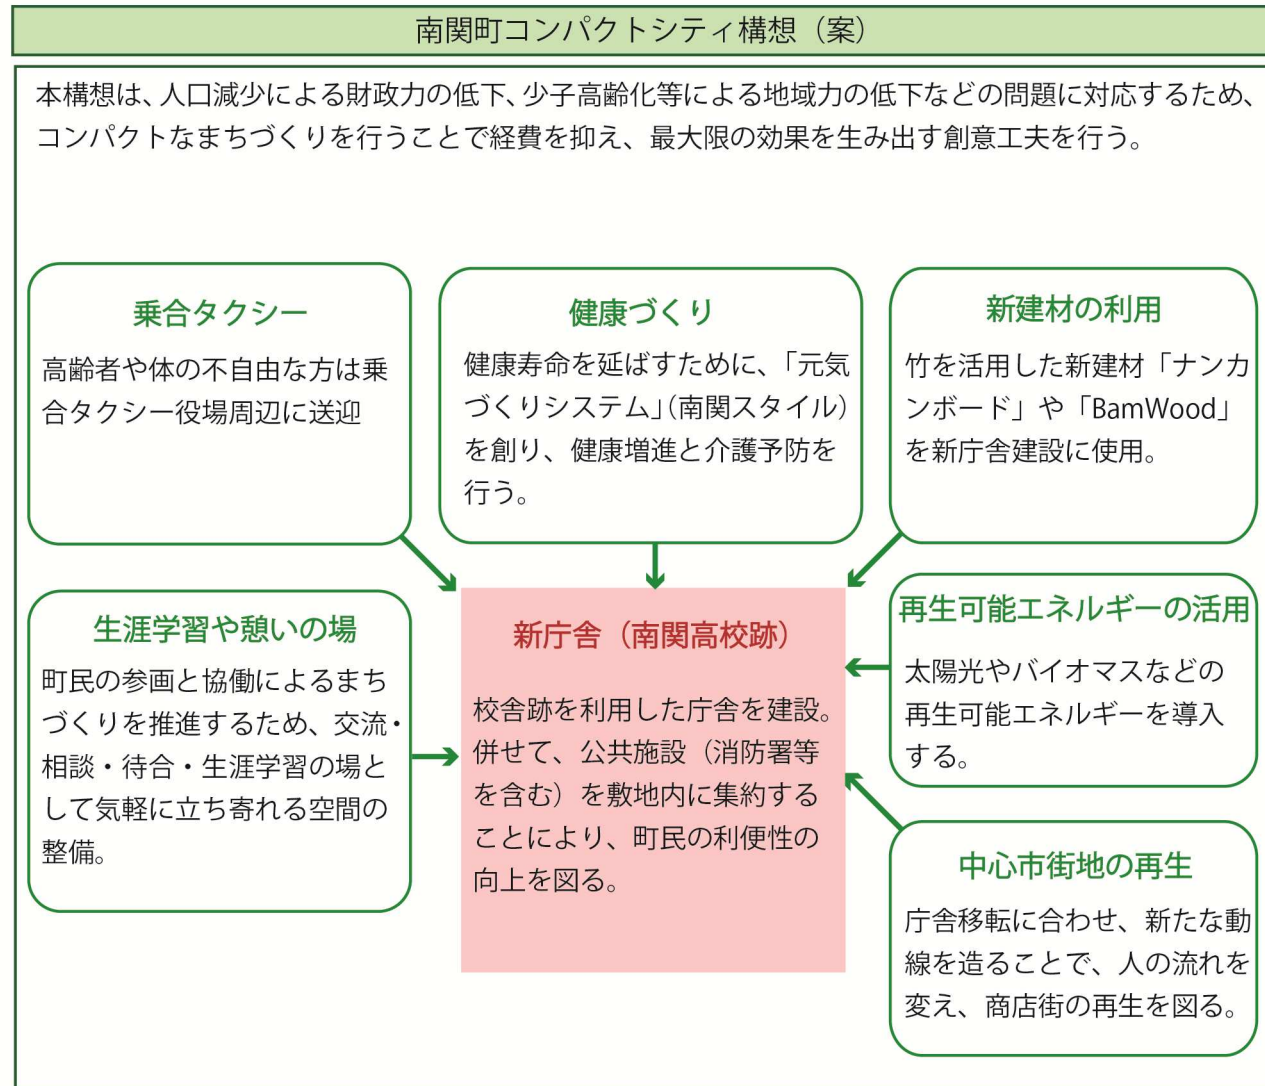 南関町コンパクトシティ構想（案）
本構想は、人口減少による財政力の低下、少子高齢化等による地域力の低下などの問題に対応するため、
コンパクトなまちづくりを行うことで経費を抑え、最大限の効果を生み出す創意工夫を行う。
乗合タクシー
高齢者や体の不自由な方は乗
合タクシー役場周辺に送迎
健康づくり
健康寿命を延ばすために、「元気
づくりシステム」（南関スタイル）
を創り、健康増進と介護予防を
行う。
新建材の利用
竹を活用した新建材「ナンカ
ンボード」や「BamWood」
を新庁舎建設に使用。
生涯学習や憩いの場
町民の参画と協働によるまち
づくりを推進するため、交流・
相談・待合・生涯学習の場と
して気軽に立ち寄れる空間の
整備。
新庁舎（南関高校跡）
校舎跡を利用した庁舎を建設。
併せて、公共施設（消防署等
を含む）を敷地内に集約する
ことにより、町民の利便性の
向上を図る。
再生可能エネルギーの活用
太陽光やバイオマスなどの
再生可能エネルギーを導入
する。
中心市街地の再生
庁舎移転に合わせ、新たな動
線を造ることで、人の流れを
変え、商店街の再生を図る。